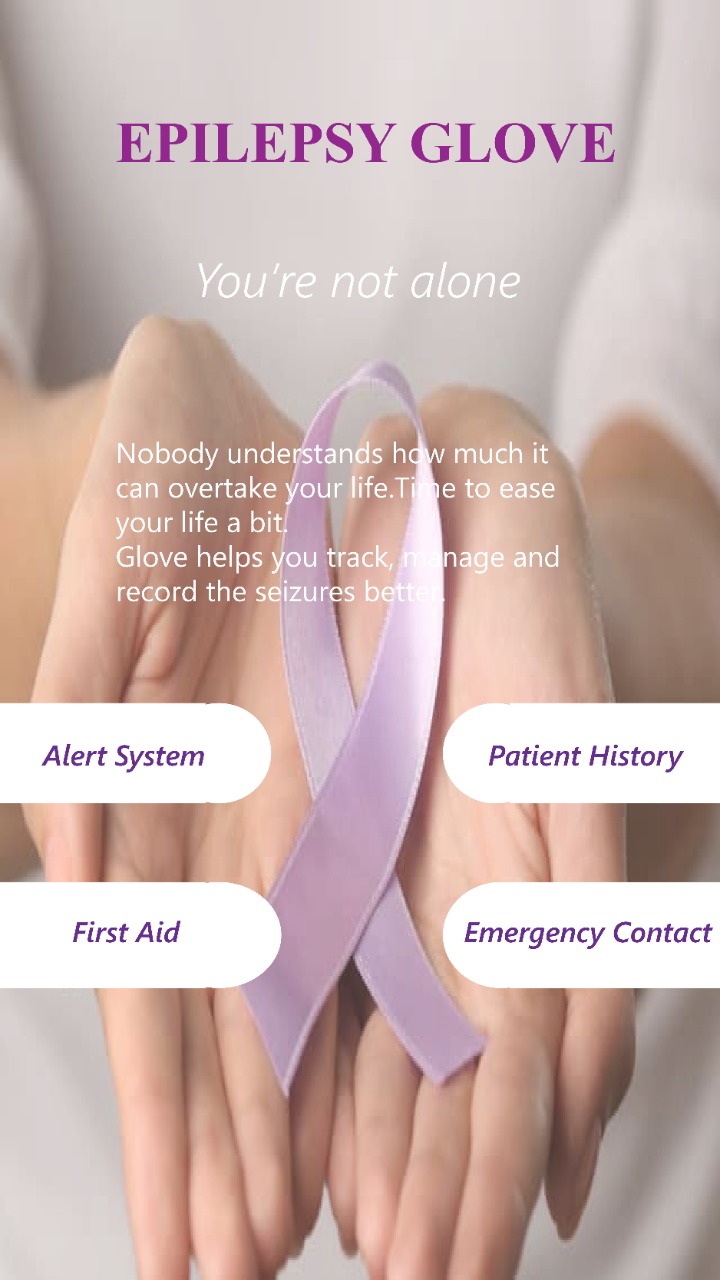 EPILEPSY GLOVE
You're not alone
Nobody understands how much it
can overtake your life.Time to ease
your life a bit.
Glove helps you track, manage and
record the seizures better.
Alert System
Patient History
First Aid
Emergency Contact